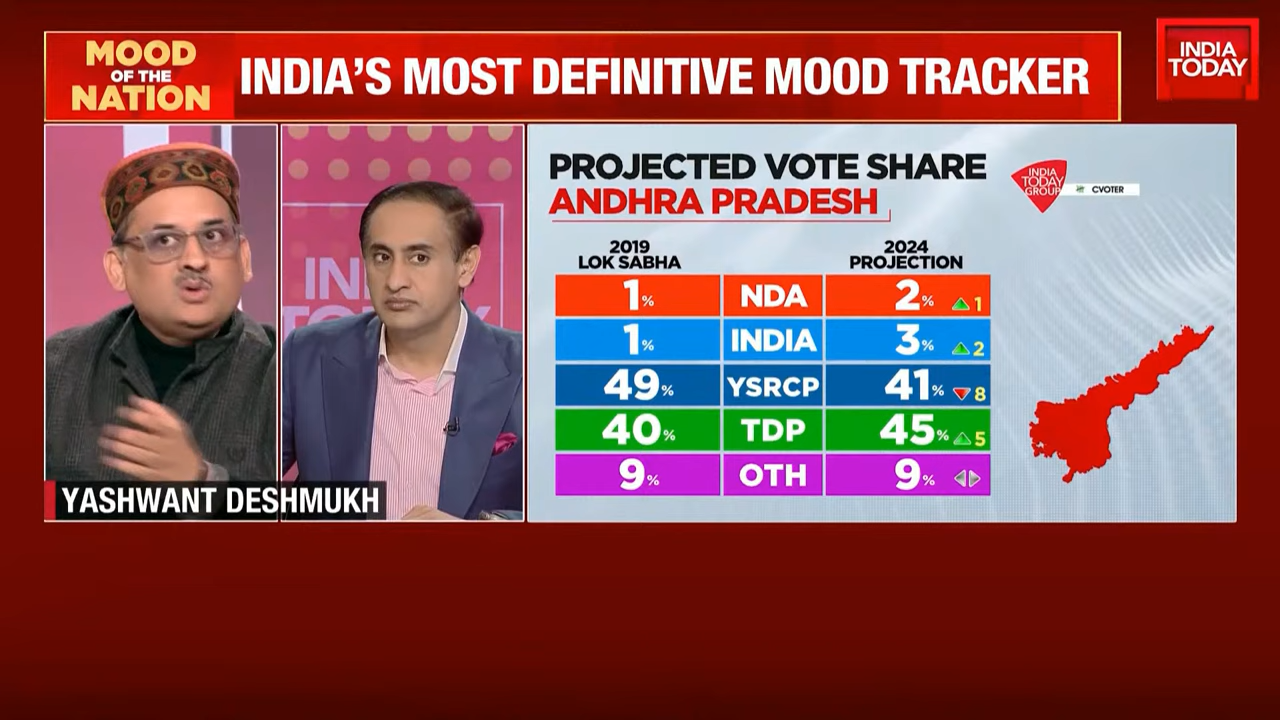 MOOD
OF THE
NATION
INDIA'S MOST DEFINITIVE MOOD TRACKER
INDIA
TODAY
IND
TODAY
PROJECTED VOTE SHARE
ANDHRA PRADESH
INDIA
TODAY
GROUP
CVOTER
2019
LOK SABHA
2024
PROJECTION
1% NDA 2% 1
1% INDIA 3% 2
49% YSRCP 41% 8
40% TDP 45% 5
9% OTH 9%
YASHWANT DESHMUKH